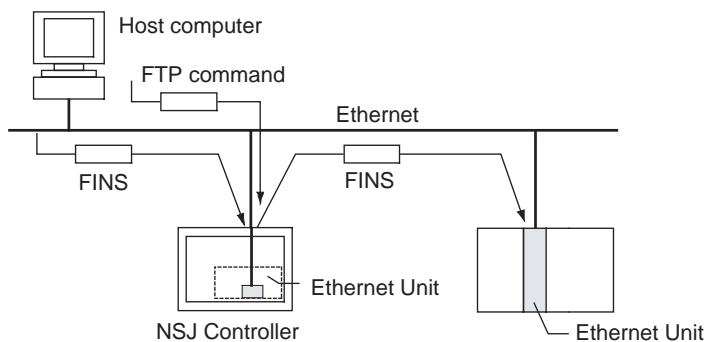 Host computer
FTP command
Ethernet
FINS
FINS
Ethernet Unit
NSJ Controller
Ethernet Unit